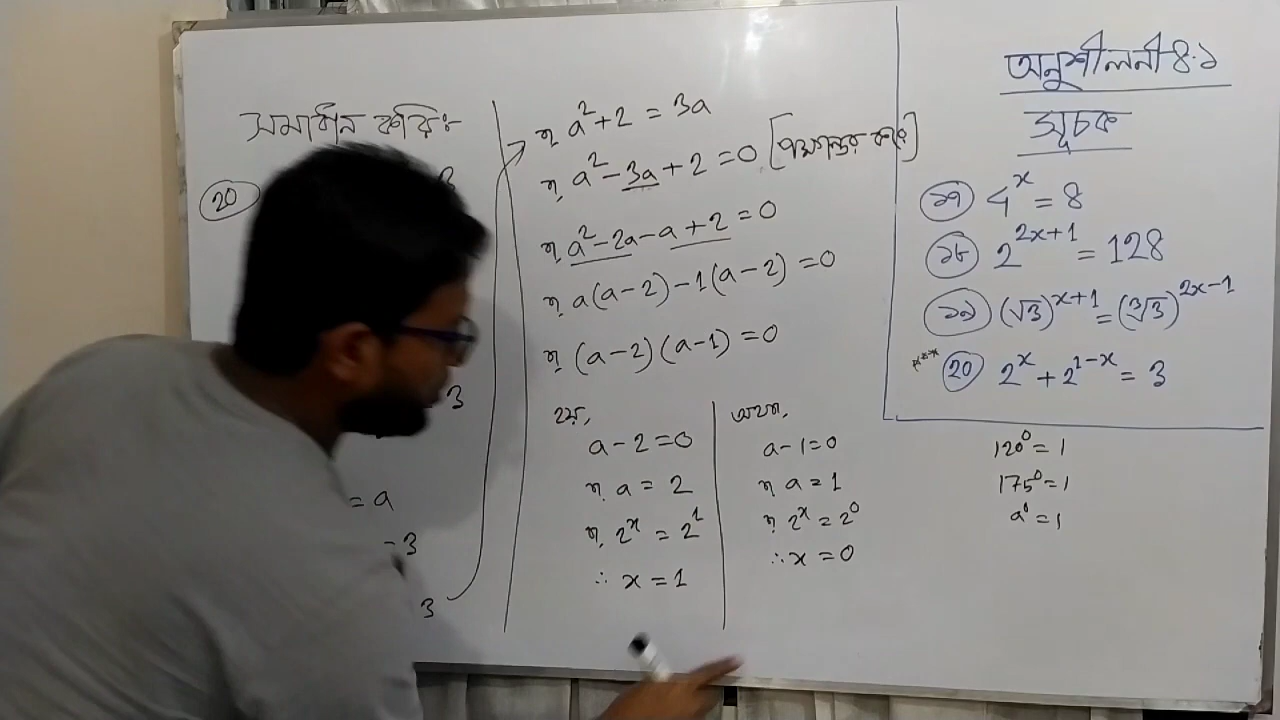 সমাধান করি:-
20
3
= a
3
3
বা, a² + 2 = 3a
বা, a² - 3a + 2 = 0 [পক্ষান্তর করে]
বা, a² - 2a - a + 2 = 0
বা, a(a-2) - 1(a-2) = 0
বা, (a-2)(a-1) = 0
হয়,
a - 2 = 0
বা, a = 2
বা, 2ˣ = 2¹
∴ x = 1
অথবা,
a - 1 = 0
বা, a = 1
বা, 2ˣ = 2⁰
∴ x = 0
অনুশীলনী ৪.১
সূচক
১৭ 4ˣ = 8
১৮ 2²ˣ⁺¹ = 128
১৯ (√3)ˣ⁺¹ = (∛3)²ˣ⁻¹
*** 20 2ˣ + 2¹⁻ˣ = 3
120⁰ = 1
175⁰ = 1
a⁰ = 1